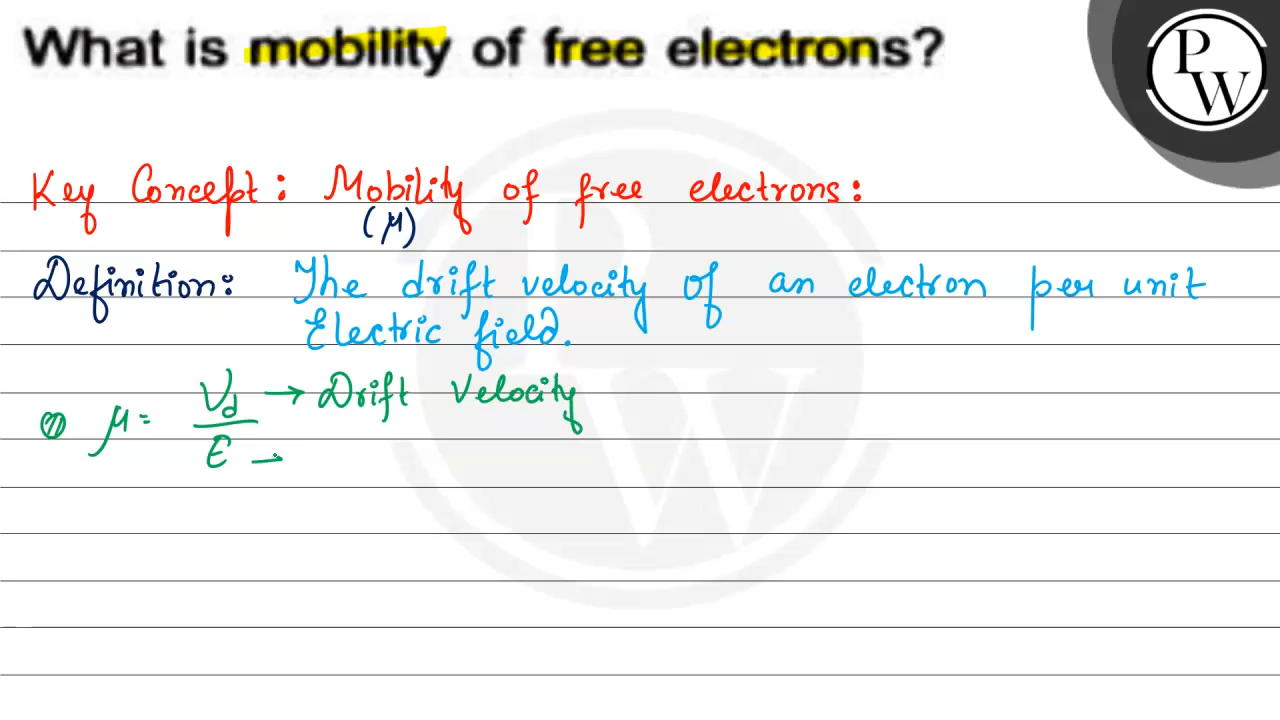 What is mobility of free electrons?
P
W
Key Concept: Mobility of free electrons:
(μ)
Definition: The drift velocity of an electron per unit
Electric field.
μ = Vd/E → Drift Velocity
→